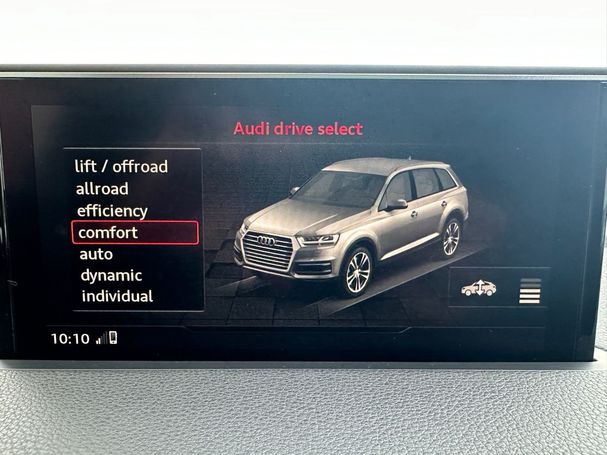 Audi drive select
lift / offroad
allroad
efficiency
comfort
auto
dynamic
individual
10:10